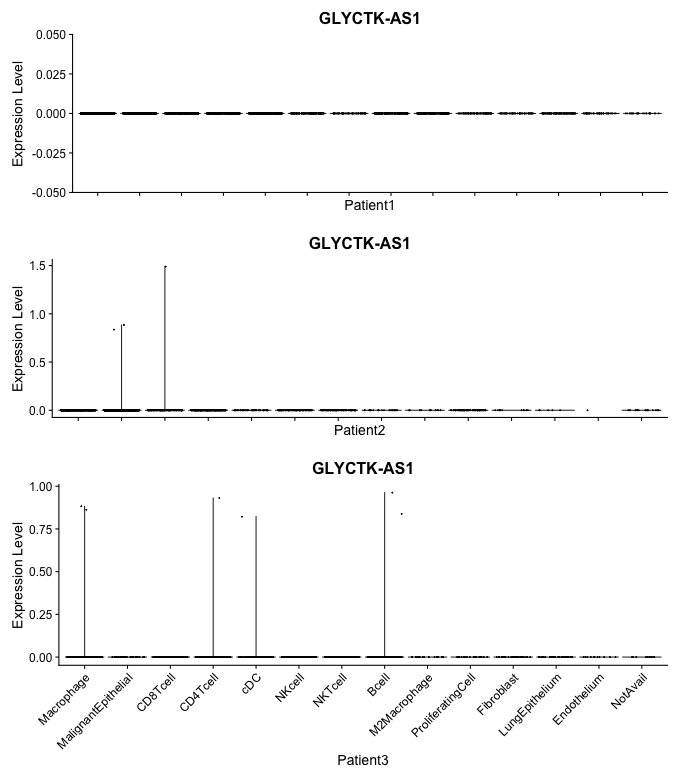 GLYCTK-AS1
Expression Level
0.050
0.025
0.000
-0.025
-0.050
Patient1
GLYCTK-AS1
Expression Level
1.5
1.0
0.5
0.0
Patient2
GLYCTK-AS1
Expression Level
1.00
0.75
0.50
0.25
0.00
Macrophage
MalignantEpithelial
CD8Tcell
CD4Tcell
cDC
NKcell
NKTcell
Bcell
M2Macrophage
ProliferatingCell
Fibroblast
LungEpithelium
Endothelium
NotAvail
Patient3